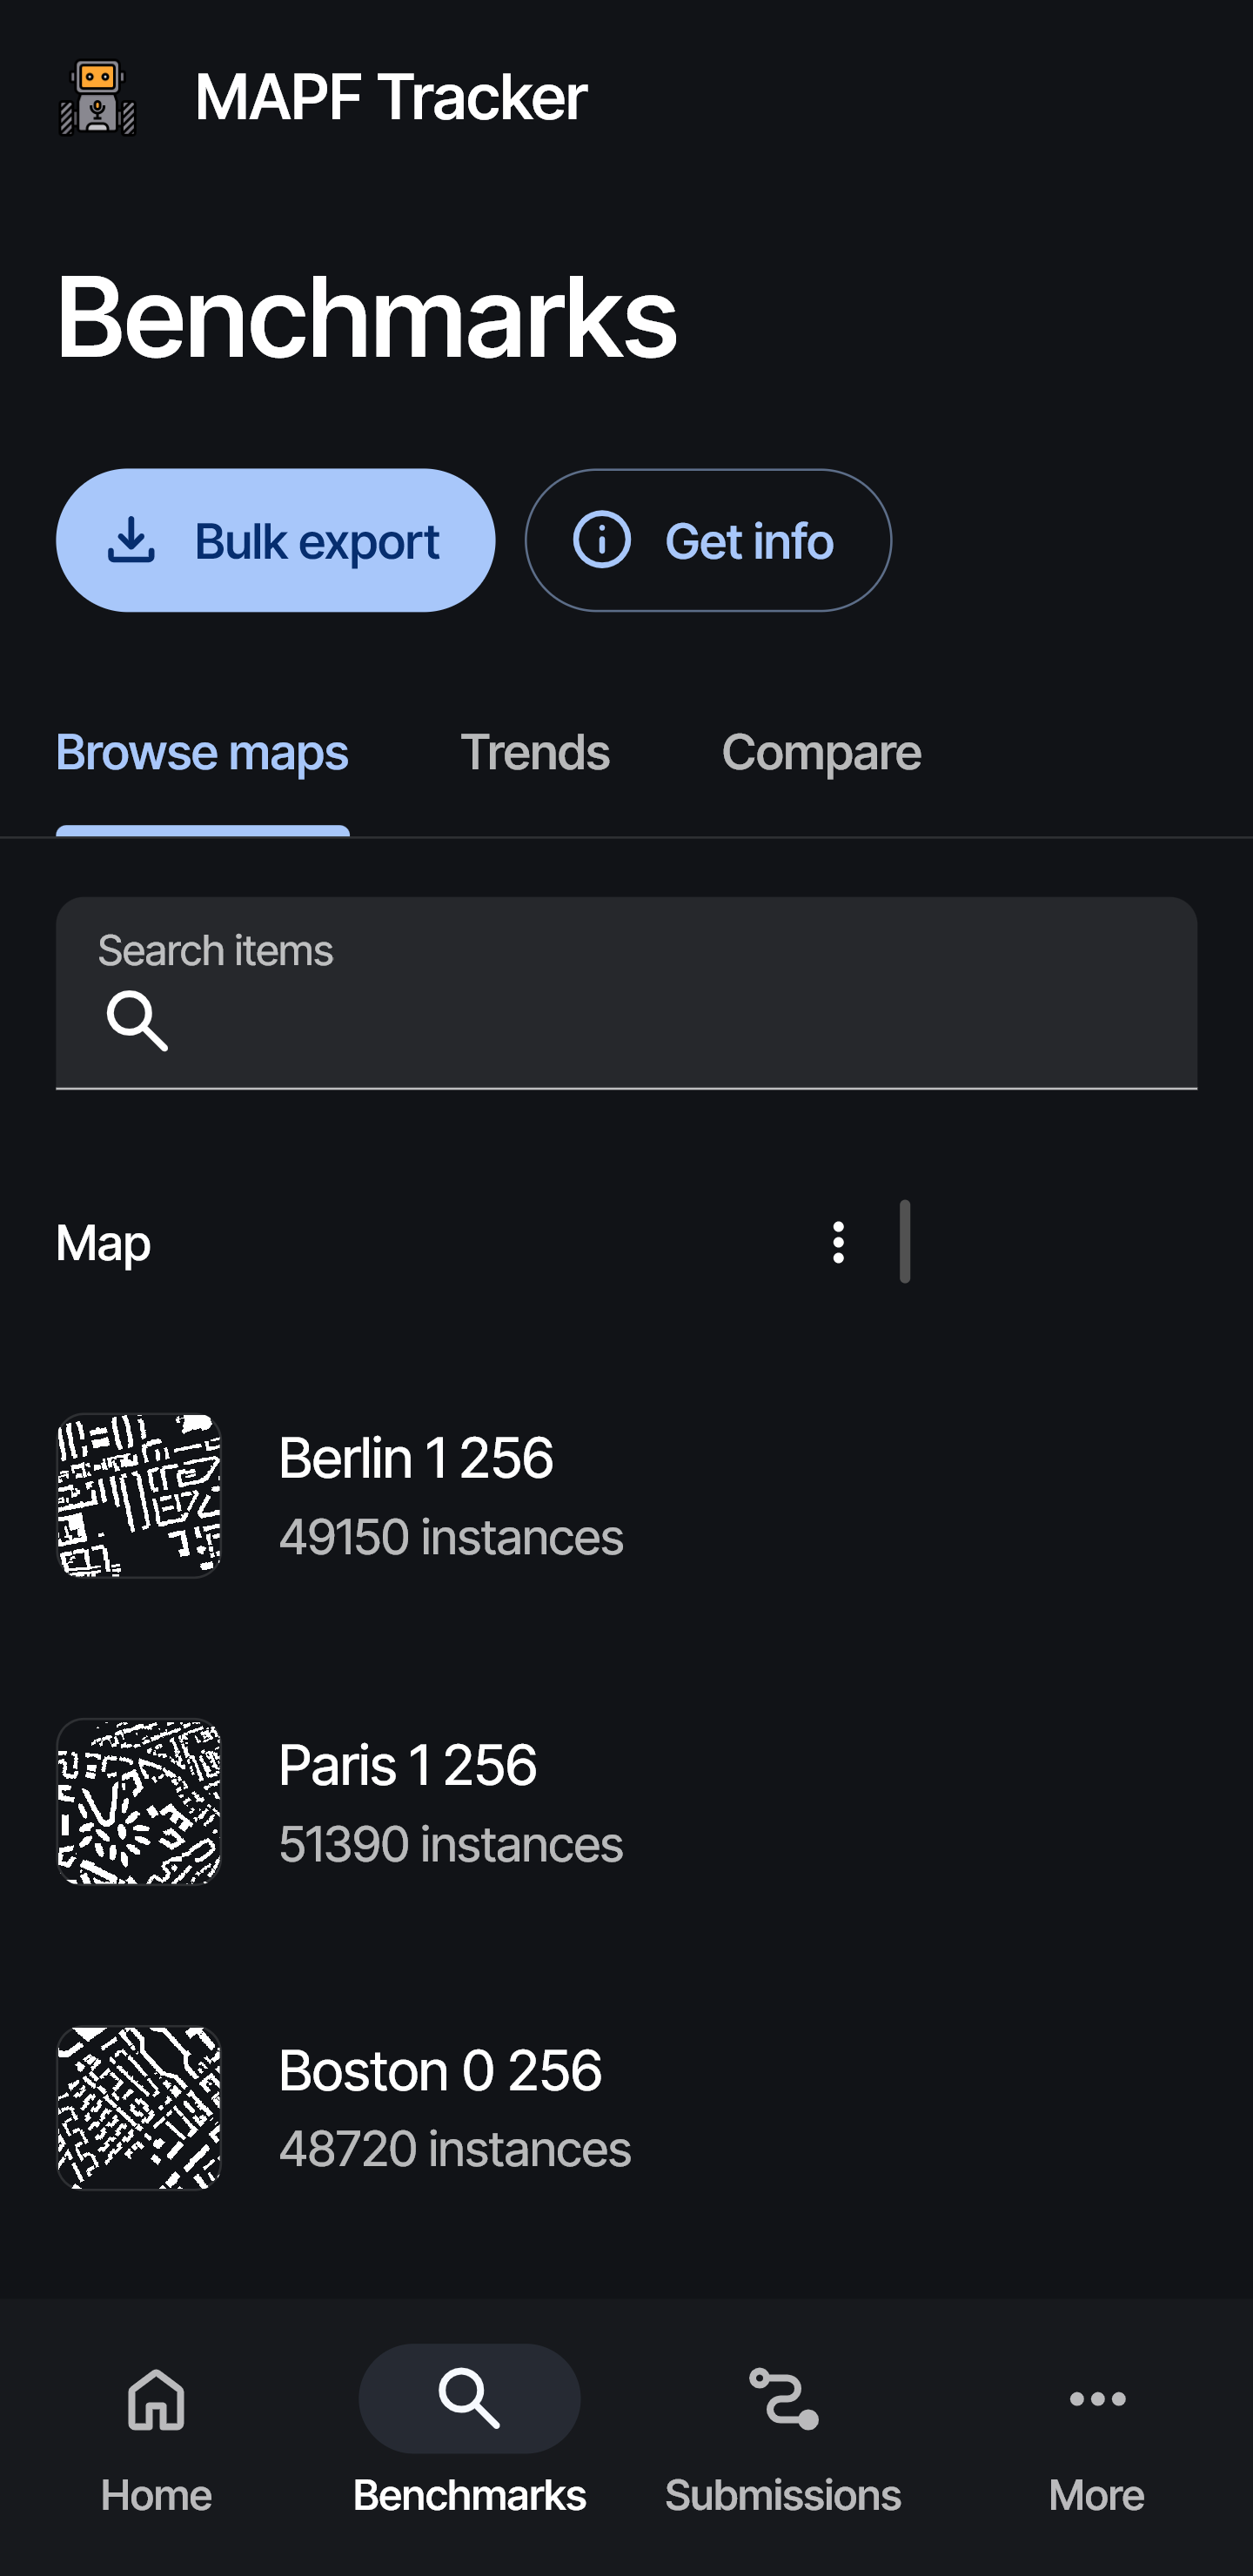 MAPF Tracker
Benchmarks
Bulk export
Get info
Browse maps
Trends
Compare
Search items
Map
Berlin 1 256
49150 instances
Paris 1 256
51390 instances
Boston 0 256
48720 instances
Home
Benchmarks
Submissions
More